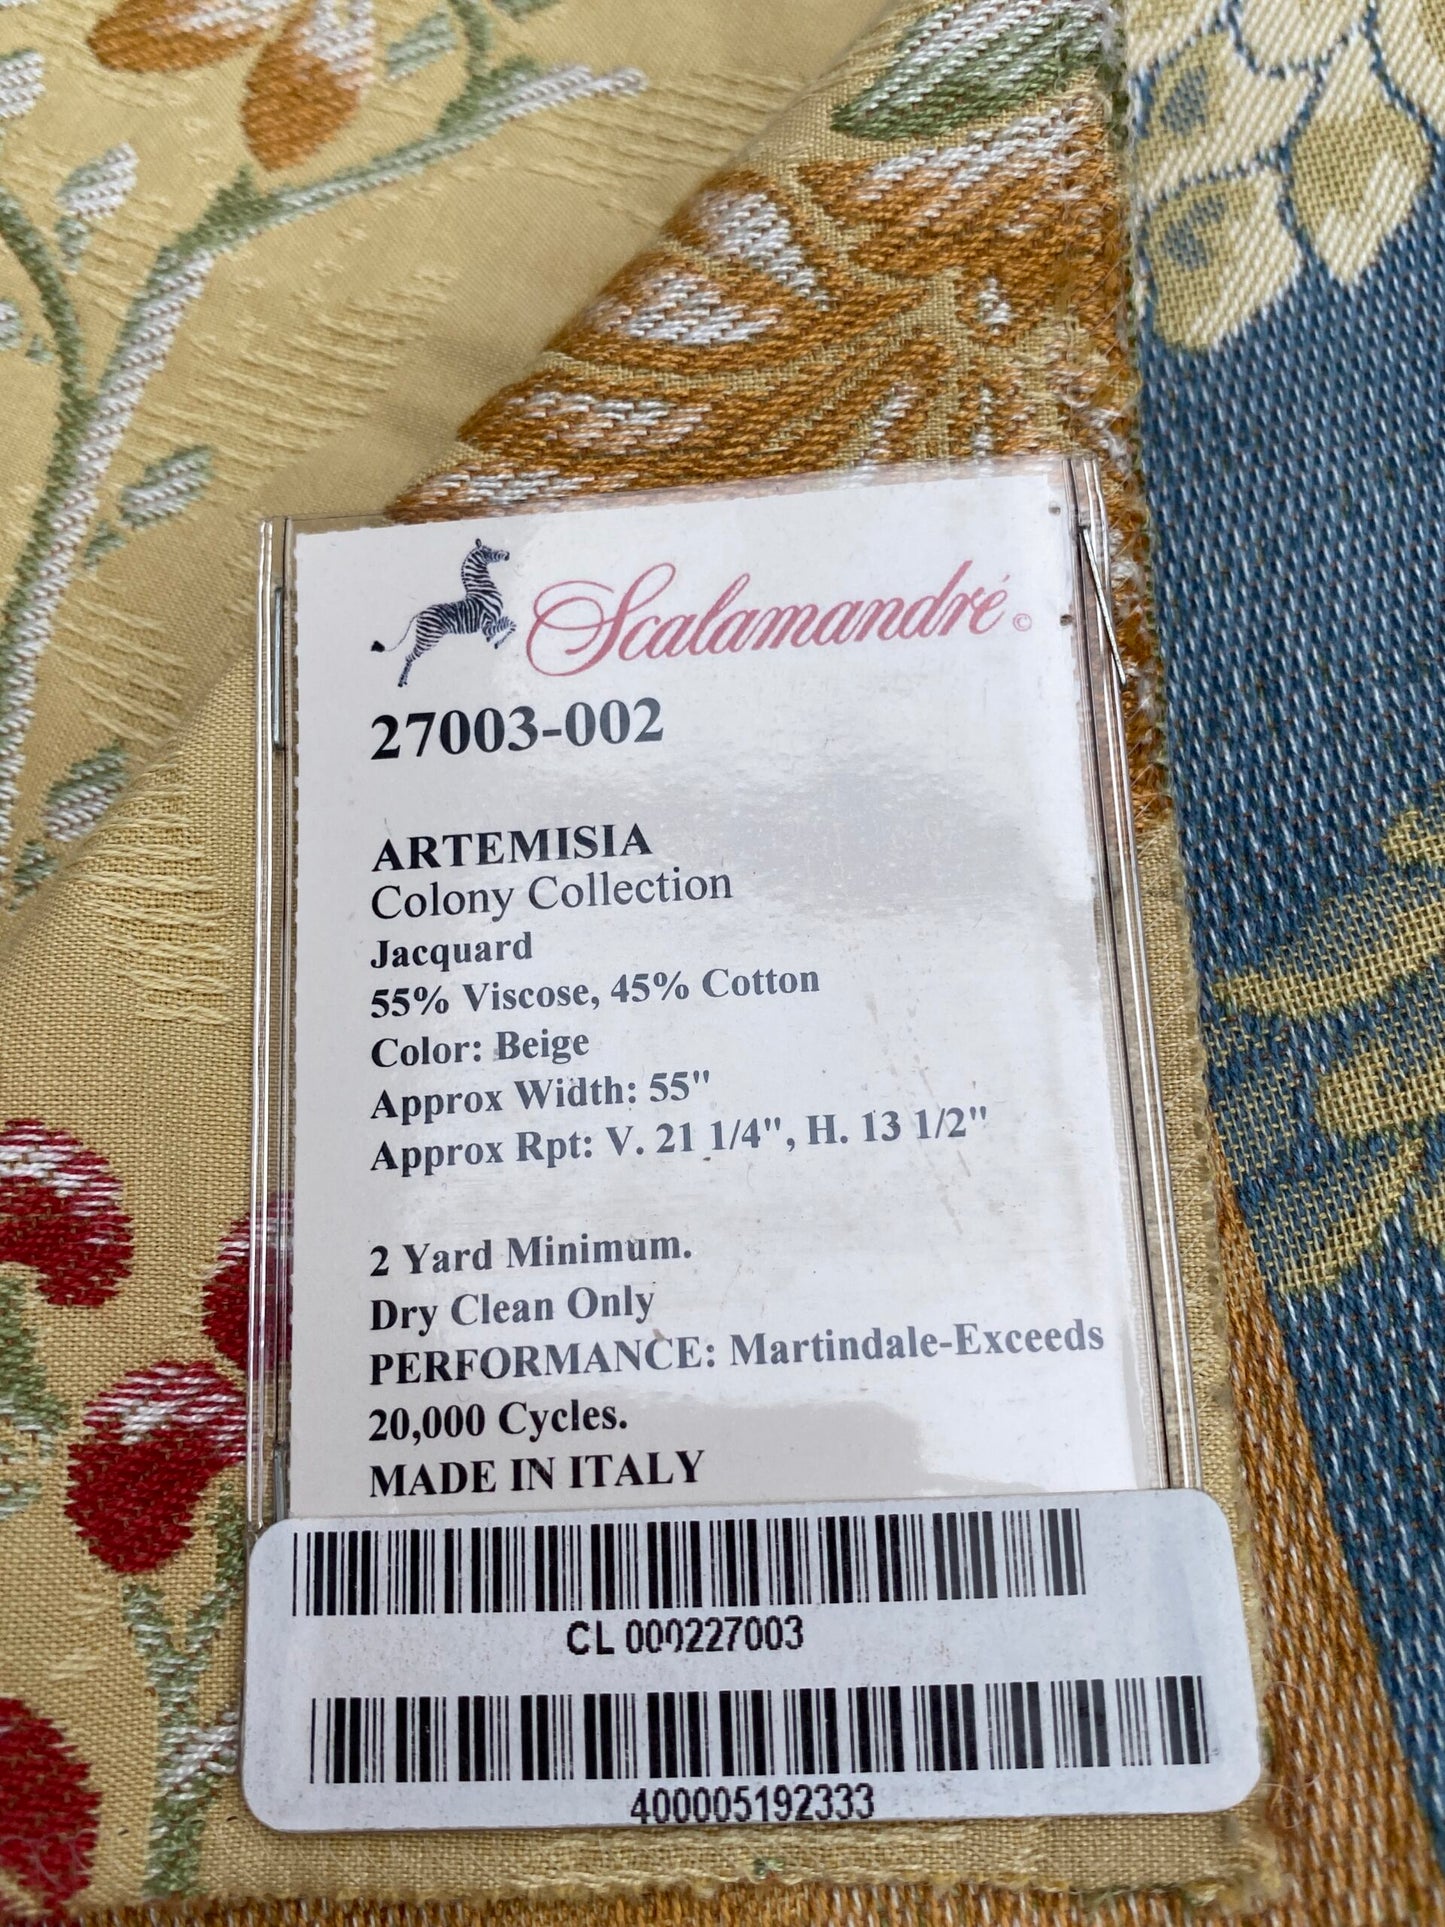 Scalamandré©
27003-002
ARTEMISIA
Colony Collection
Jacquard
55% Viscose, 45% Cotton
Color: Beige
Approx Width: 55"
Approx Rpt: V. 21 1/4", H. 13 1/2"
2 Yard Minimum.
Dry Clean Only
PERFORMANCE: Martindale-Exceeds
20,000 Cycles.
MADE IN ITALY
CL 000227003
400005192333